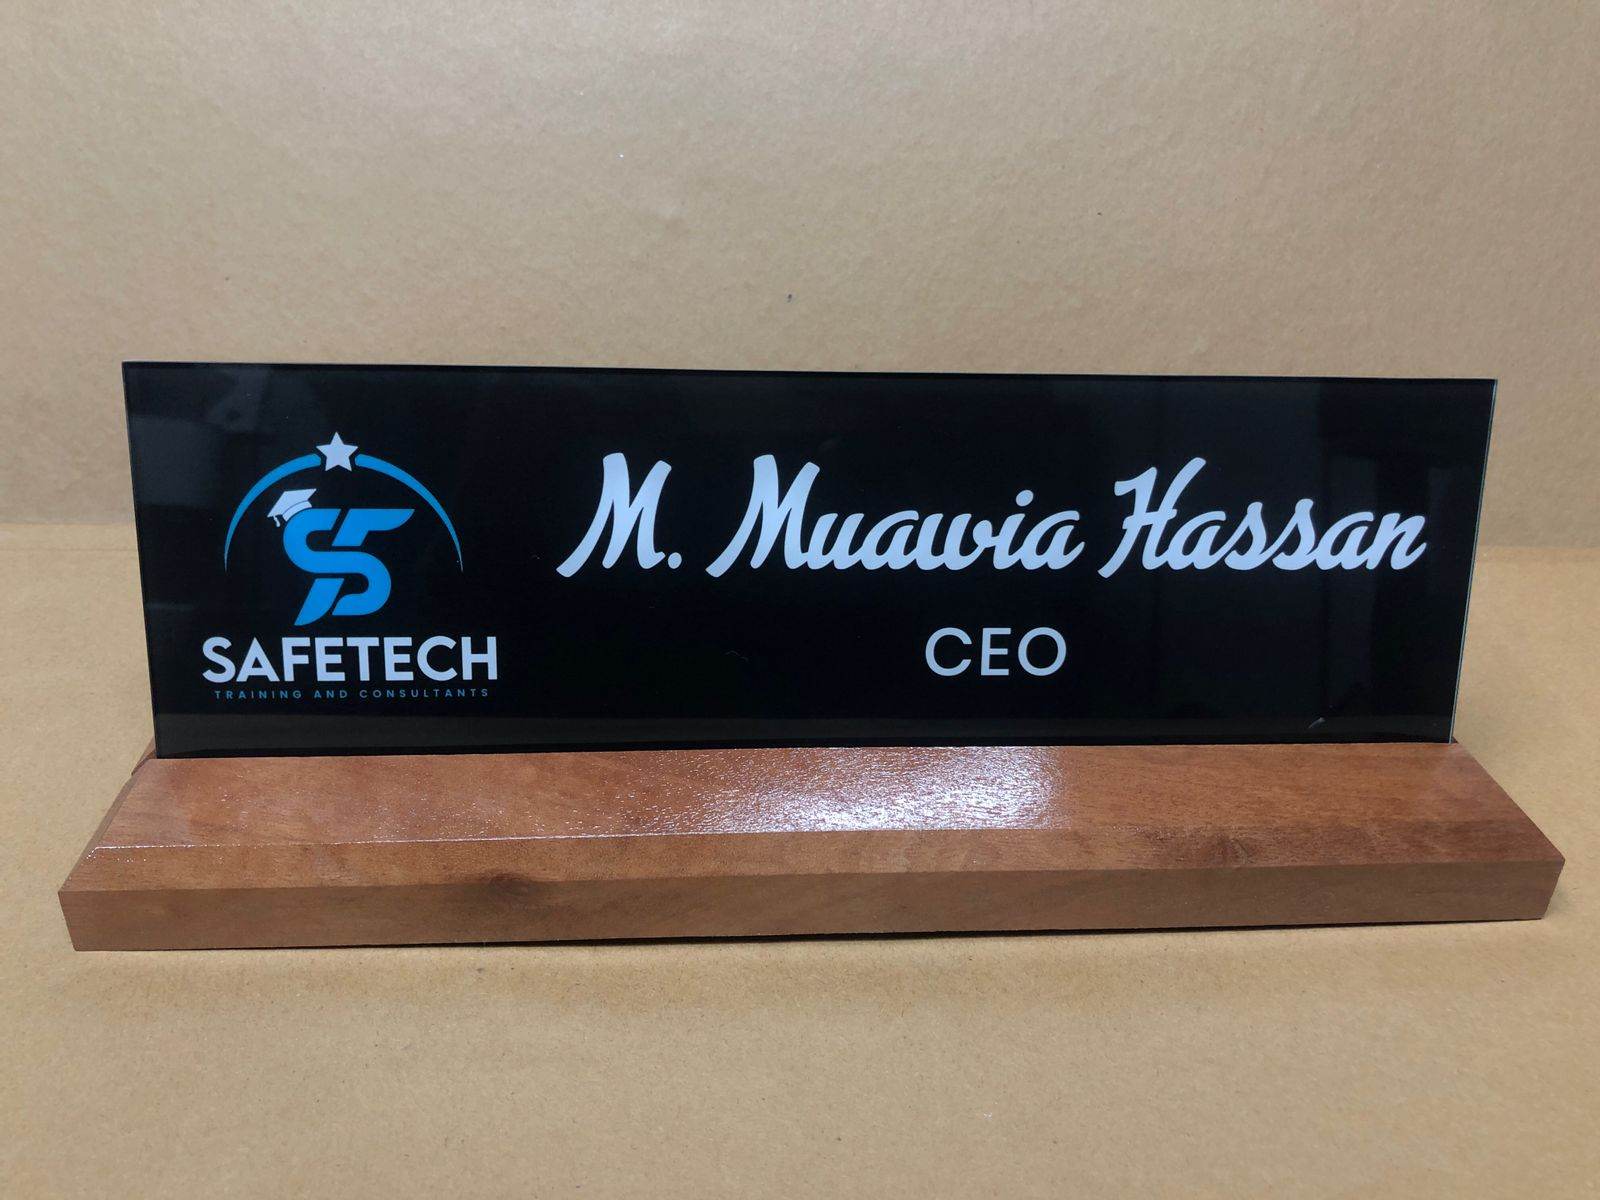 SAFETECH
TRAINING AND CONSULTANTS
M. Muawia Hassan
CEO